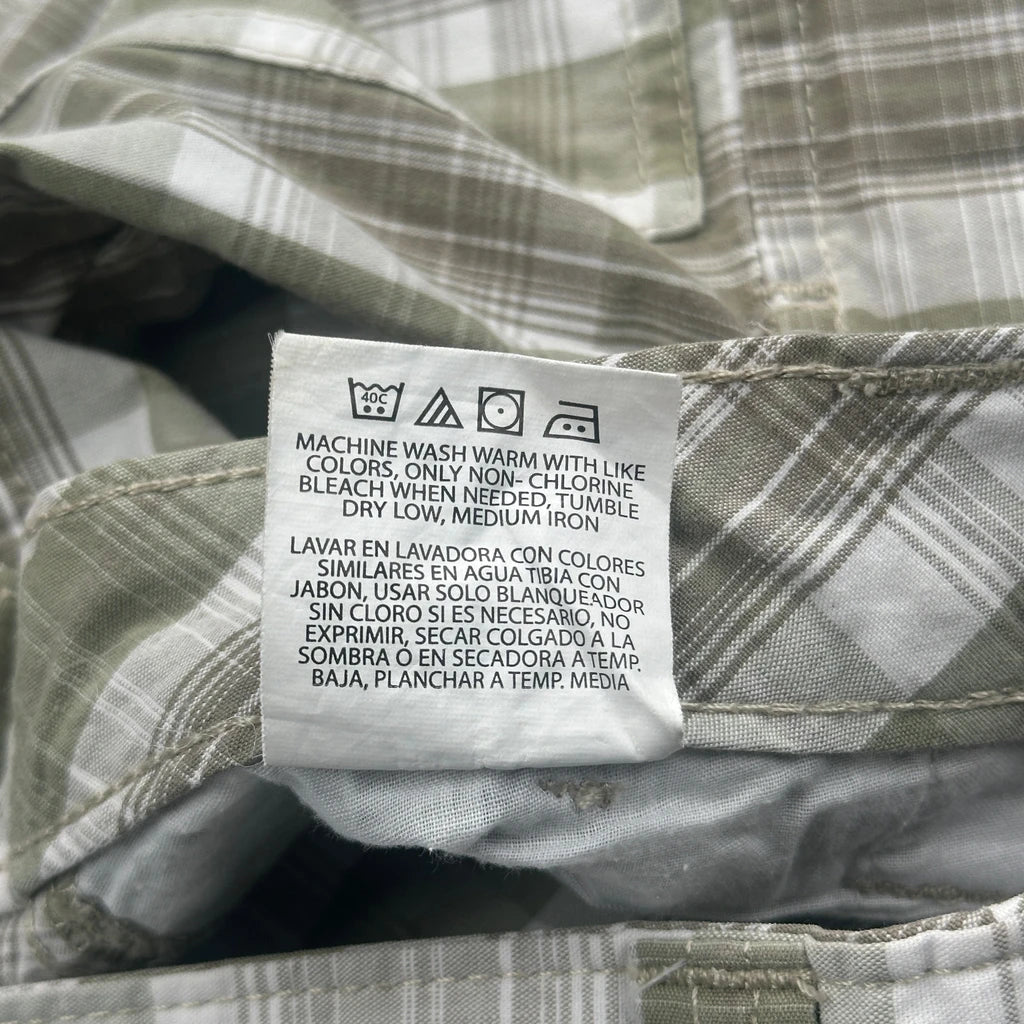 40C
MACHINE WASH WARM WITH LIKE
COLORS, ONLY NON- CHLORINE
BLEACH WHEN NEEDED, TUMBLE
DRY LOW, MEDIUM IRON
LAVAR EN LAVADORA CON COLORES
SIMILARES EN AGUA TIBIA CON
JABON, USAR SOLO BLANQUEADOR
SIN CLORO SI ES NECESARIO, NO
EXPRIMIR, SECAR COLGADO A LA
SOMBRA O EN SECADORA A TEMP.
BAJA, PLANCHAR A TEMP. MEDIA